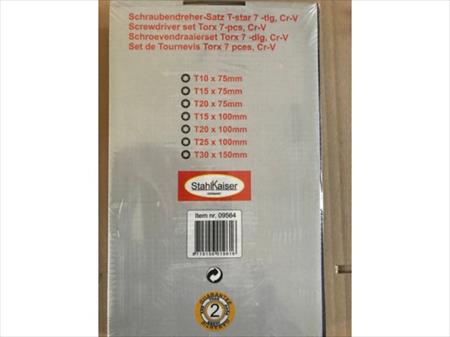 Schraubendreher-Satz T-star 7 -tlg, Cr-V
Screwdriver set Torx 7-pcs, Cr-V
Schroevendraaierset Torx 7 -dlg, Cr-V
Set de Tournevis Torx 7 pces, Cr-V
T10 x 75mm
T15 x 75mm
T20 x 75mm
T15 x 100mm
T20 x 100mm
T25 x 100mm
T30 x 150mm
StahlKaiser
GERMANY
Item nr. 09564
GUARANTEE
2